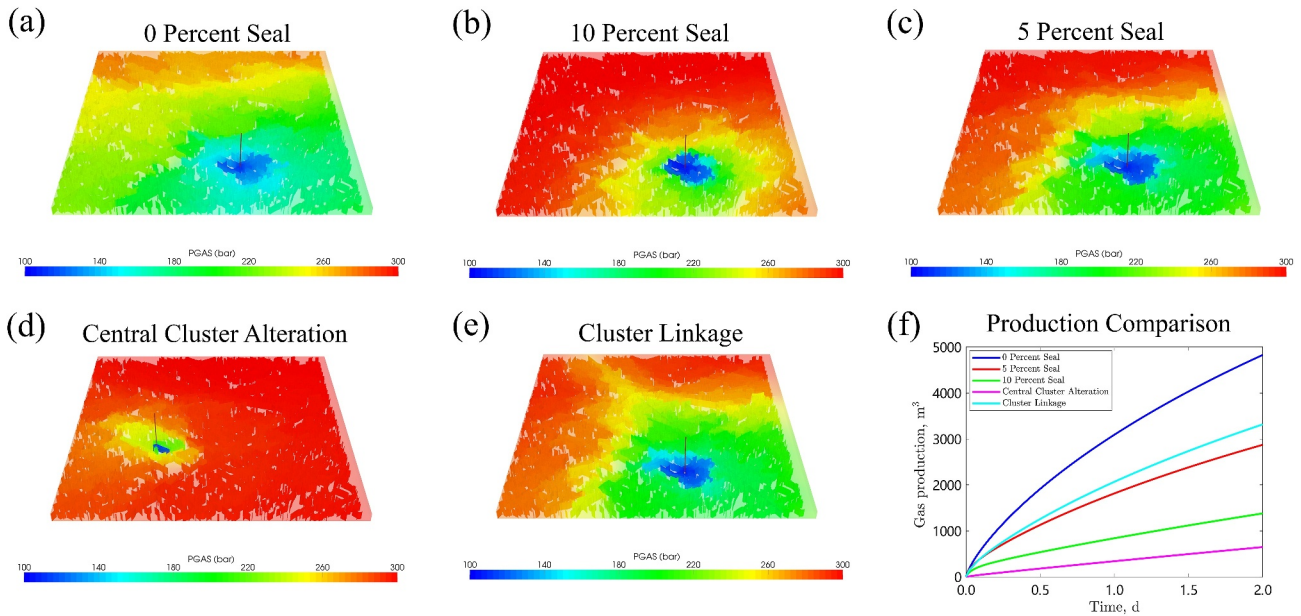 (a)
0 Percent Seal
(b)
10 Percent Seal
(c)
5 Percent Seal
PGAS (bar)
100 140 180 220 260 300
PGAS (bar)
100 140 180 220 260 300
PGAS (bar)
100 140 180 220 260 300
(d)
Central Cluster Alteration
(e)
Cluster Linkage
(f)
Production Comparison
PGAS (bar)
100 140 180 220 260 300
PGAS (bar)
100 140 180 220 260 300
Gas production, m³
5000
4000
3000
2000
1000
0
0 Percent Seal
5 Percent Seal
10 Percent Seal
Central Cluster Alteration
Cluster Linkage
0.0 0.5 1.0 1.5 2.0
Time, d